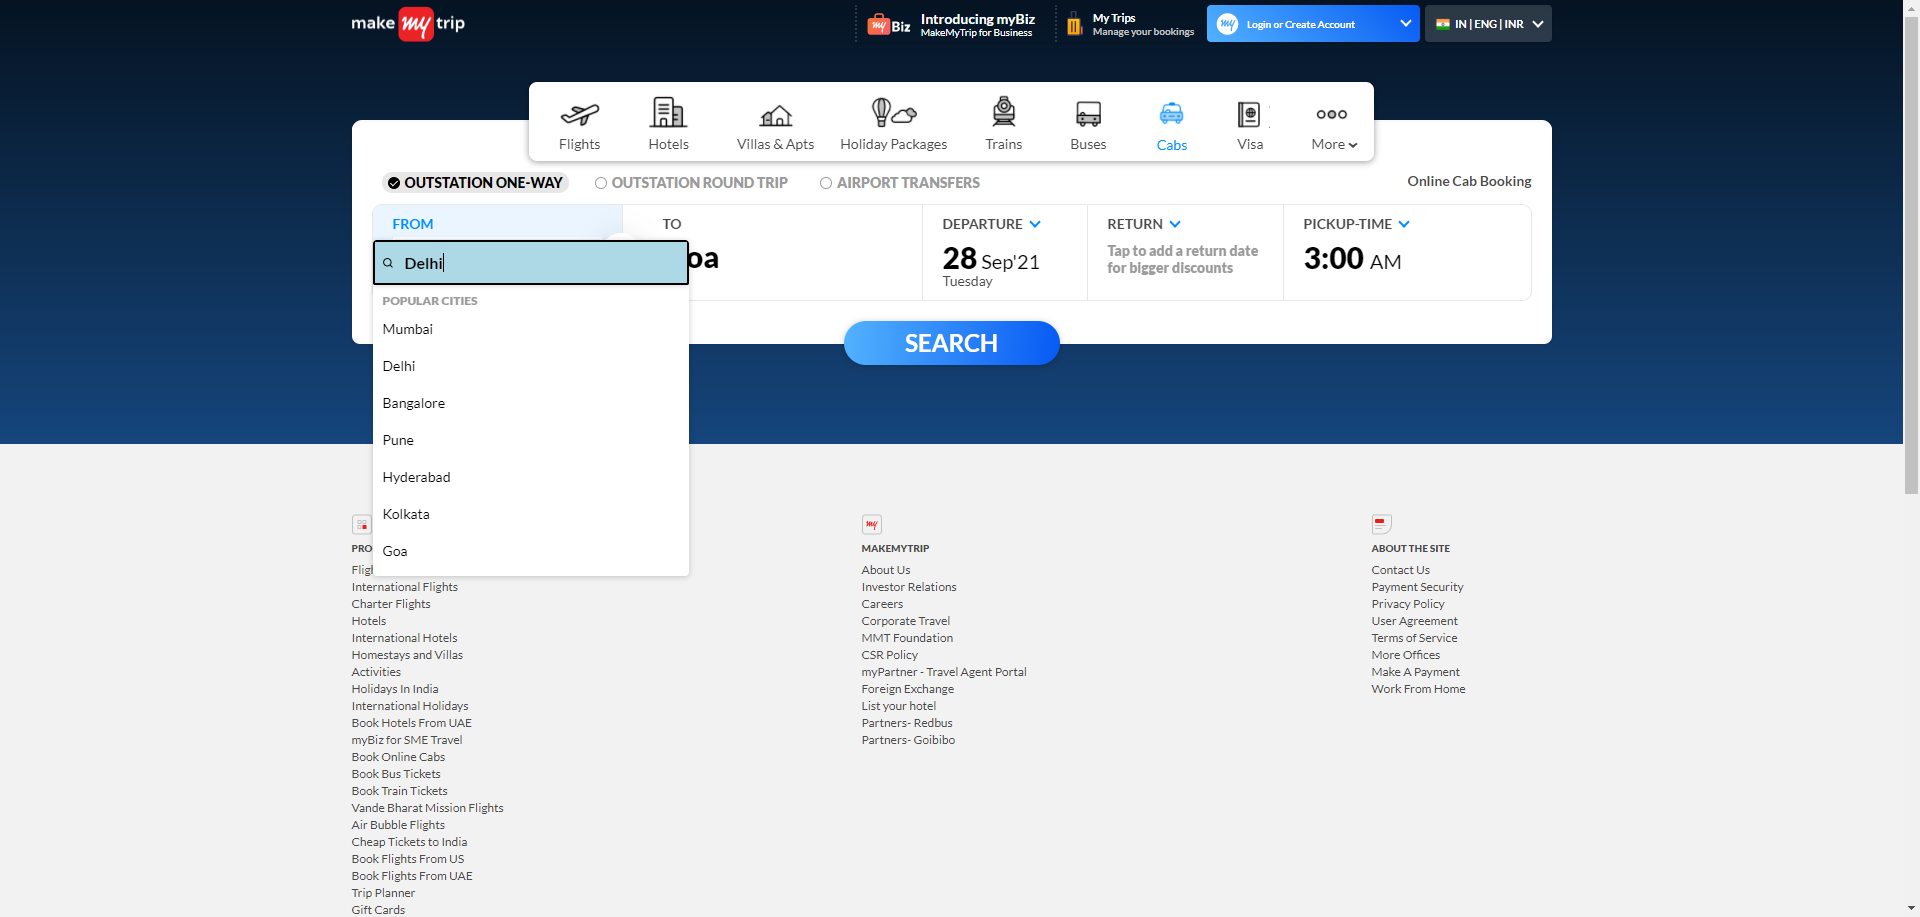 make my trip
my Biz
Introducing myBiz
MakeMyTrip for Business
My Trips
Manage your bookings
my
Login or Create Account
IN | ENG | INR
Flights
Hotels
Villas & Apts
Holiday Packages
Trains
Buses
Cabs
Visa
More
OUTSTATION ONE-WAY
OUTSTATION ROUND TRIP
AIRPORT TRANSFERS
Online Cab Booking
FROM
Delhi
POPULAR CITIES
Mumbai
Delhi
Bangalore
Pune
Hyderabad
Kolkata
Goa
TO
oa
DEPARTURE
28 Sep'21
Tuesday
RETURN
Tap to add a return date
for bigger discounts
PICKUP-TIME
3:00 AM
SEARCH
PRO
Fligh
International Flights
Charter Flights
Hotels
International Hotels
Homestays and Villas
Activities
Holidays In India
International Holidays
Book Hotels From UAE
myBiz for SME Travel
Book Online Cabs
Book Bus Tickets
Book Train Tickets
Vande Bharat Mission Flights
Air Bubble Flights
Cheap Tickets to India
Book Flights From US
Book Flights From UAE
Trip Planner
Gift Cards
my
MAKEMYTRIP
About Us
Investor Relations
Careers
Corporate Travel
MMT Foundation
CSR Policy
myPartner - Travel Agent Portal
Foreign Exchange
List your hotel
Partners- Redbus
Partners- Goibibo
ABOUT THE SITE
Contact Us
Payment Security
Privacy Policy
User Agreement
Terms of Service
More Offices
Make A Payment
Work From Home